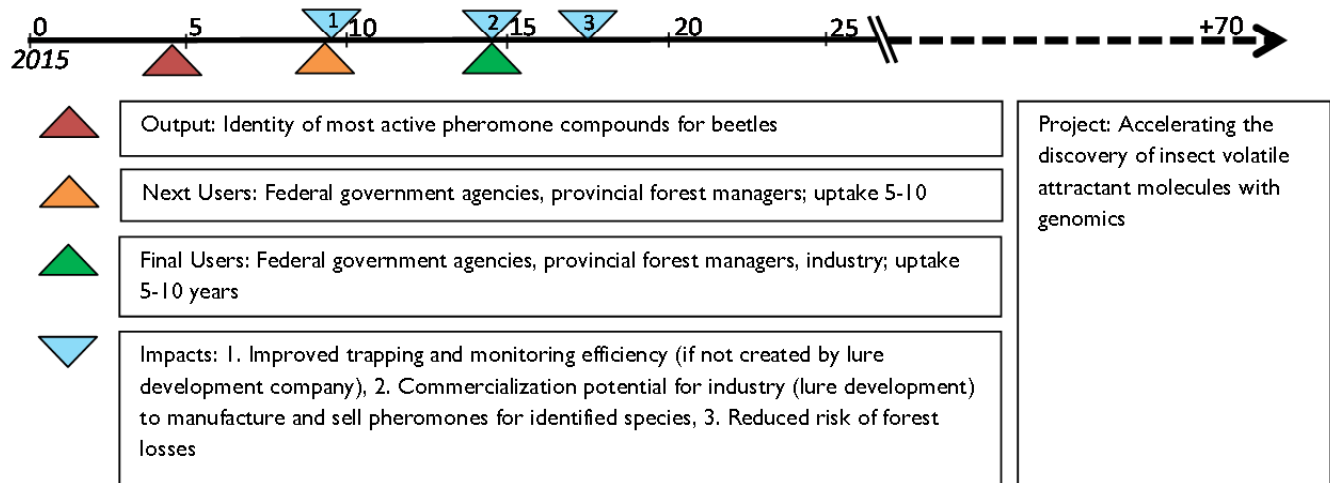 0 5 1 10 2 15 3 20 25 +70
2015
Output: Identity of most active pheromone compounds for beetles
Next Users: Federal government agencies, provincial forest managers; uptake 5-10
Final Users: Federal government agencies, provincial forest managers, industry; uptake
5-10 years
Impacts: 1. Improved trapping and monitoring efficiency (if not created by lure
development company), 2. Commercialization potential for industry (lure development)
to manufacture and sell pheromones for identified species, 3. Reduced risk of forest
losses
Project: Accelerating the
discovery of insect volatile
attractant molecules with
genomics